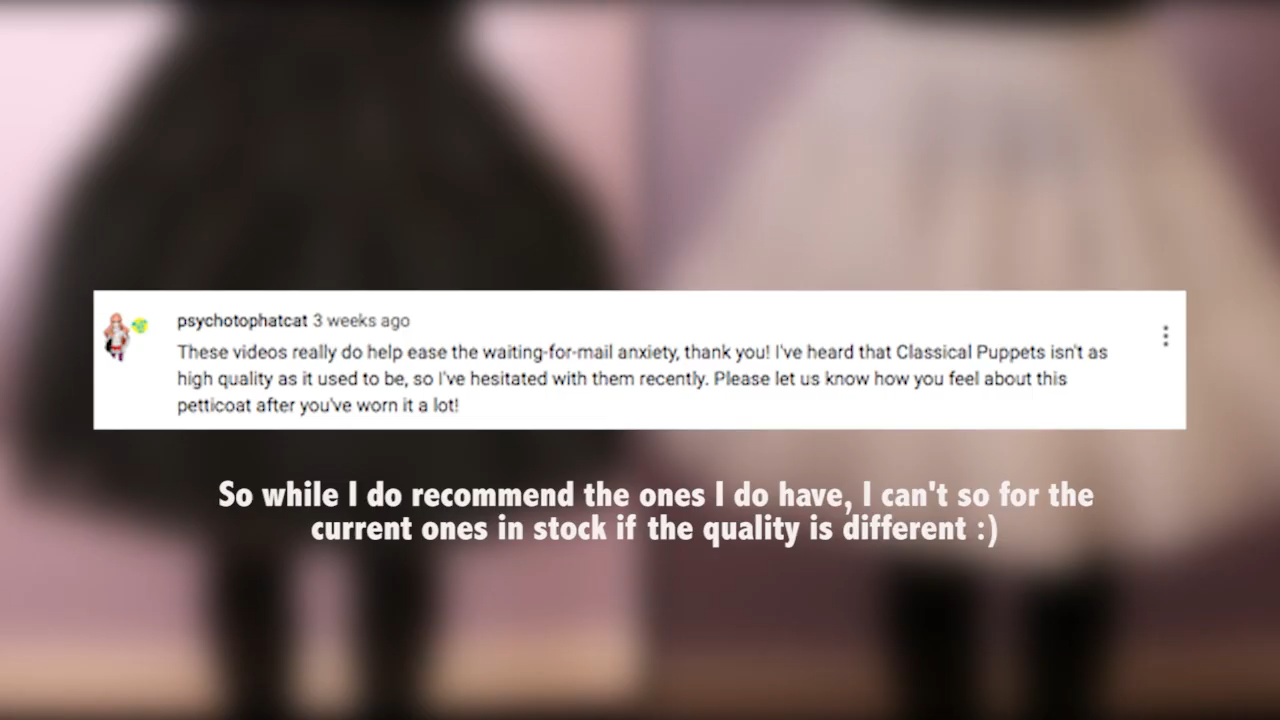 psychotophatcat 3 weeks ago
These videos really do help ease the waiting-for-mail anxiety, thank you! I've heard that Classical Puppets isn't as
high quality as it used to be, so I've hesitated with them recently. Please let us know how you feel about this
petticoat after you've worn it a lot!
So while I do recommend the ones I do have, I can't so for the
current ones in stock if the quality is different :)